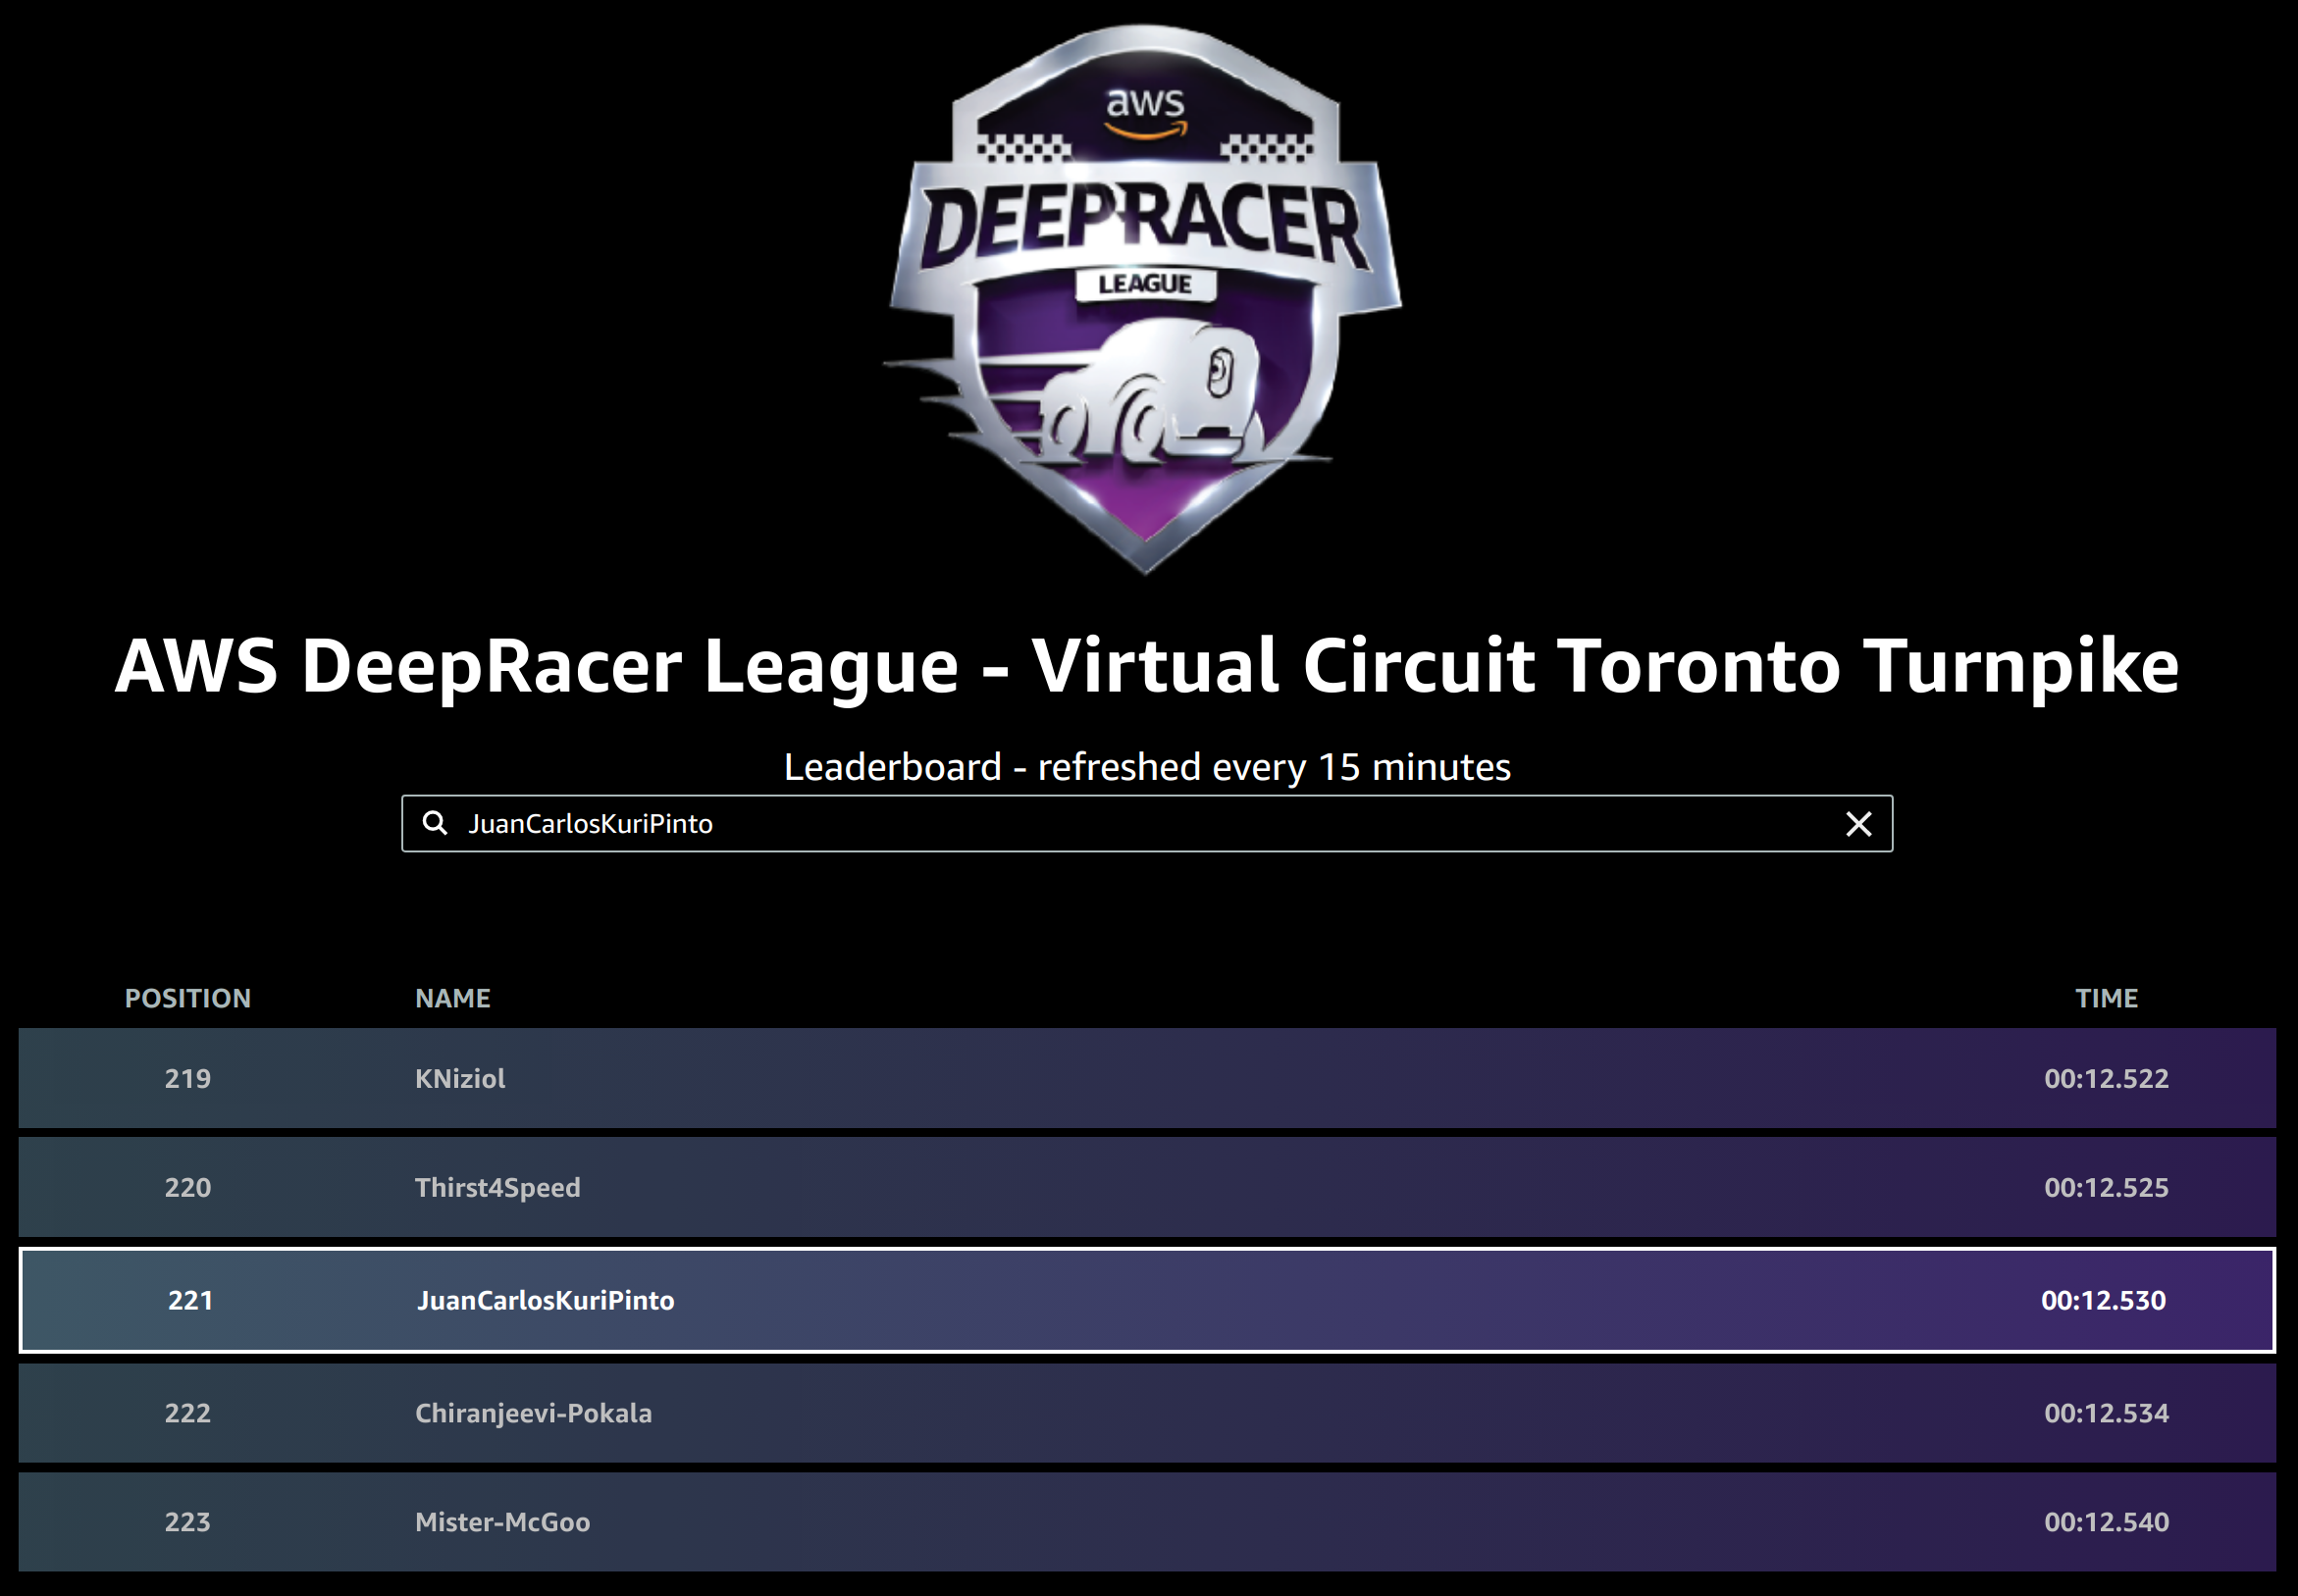 aws
DEEPRACER
LEAGUE
AWS DeepRacer League - Virtual Circuit Toronto Turnpike
Leaderboard - refreshed every 15 minutes
JuanCarlosKuriPinto
POSITION NAME TIME
219 KNiziol 00:12.522
220 Thirst4Speed 00:12.525
221 JuanCarlosKuriPinto 00:12.530
222 Chiranjeevi-Pokala 00:12.534
223 Mister-McGoo 00:12.540